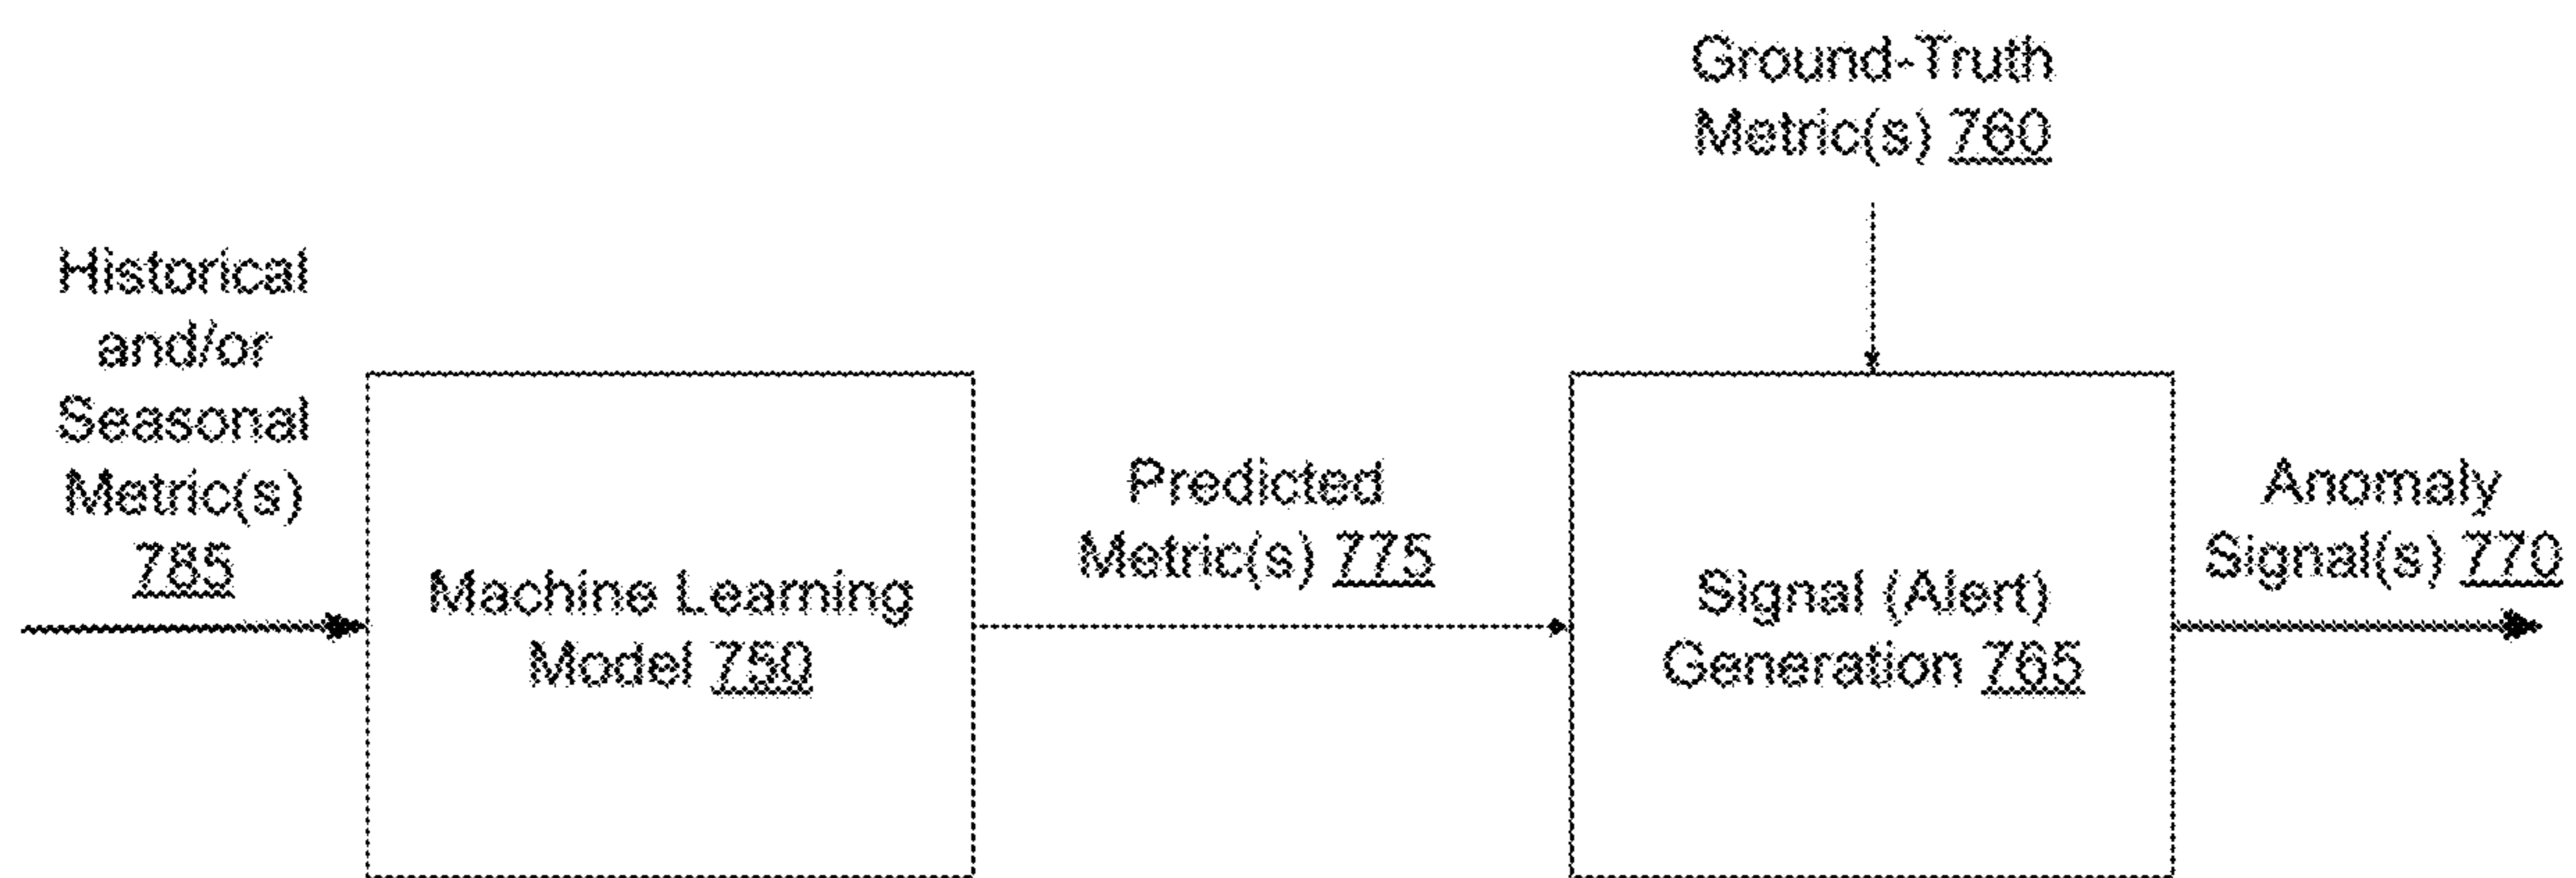 Historical
and/or
Seasonal
Metric(s)
785
Machine Learning
Model 750
Predicted
Metric(s) 775
Ground-Truth
Metric(s) 760
Signal (Alert)
Generation 765
Anomaly
Signal(s) 770